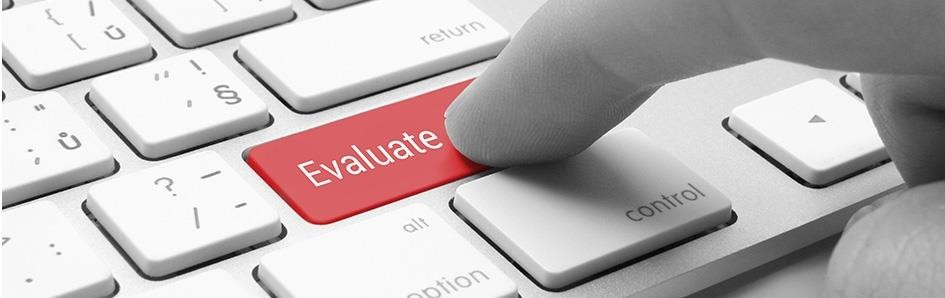 { /
[ ú
return
" !
, §
"
ů
Evaluate
? –
/ -
alt
option
control